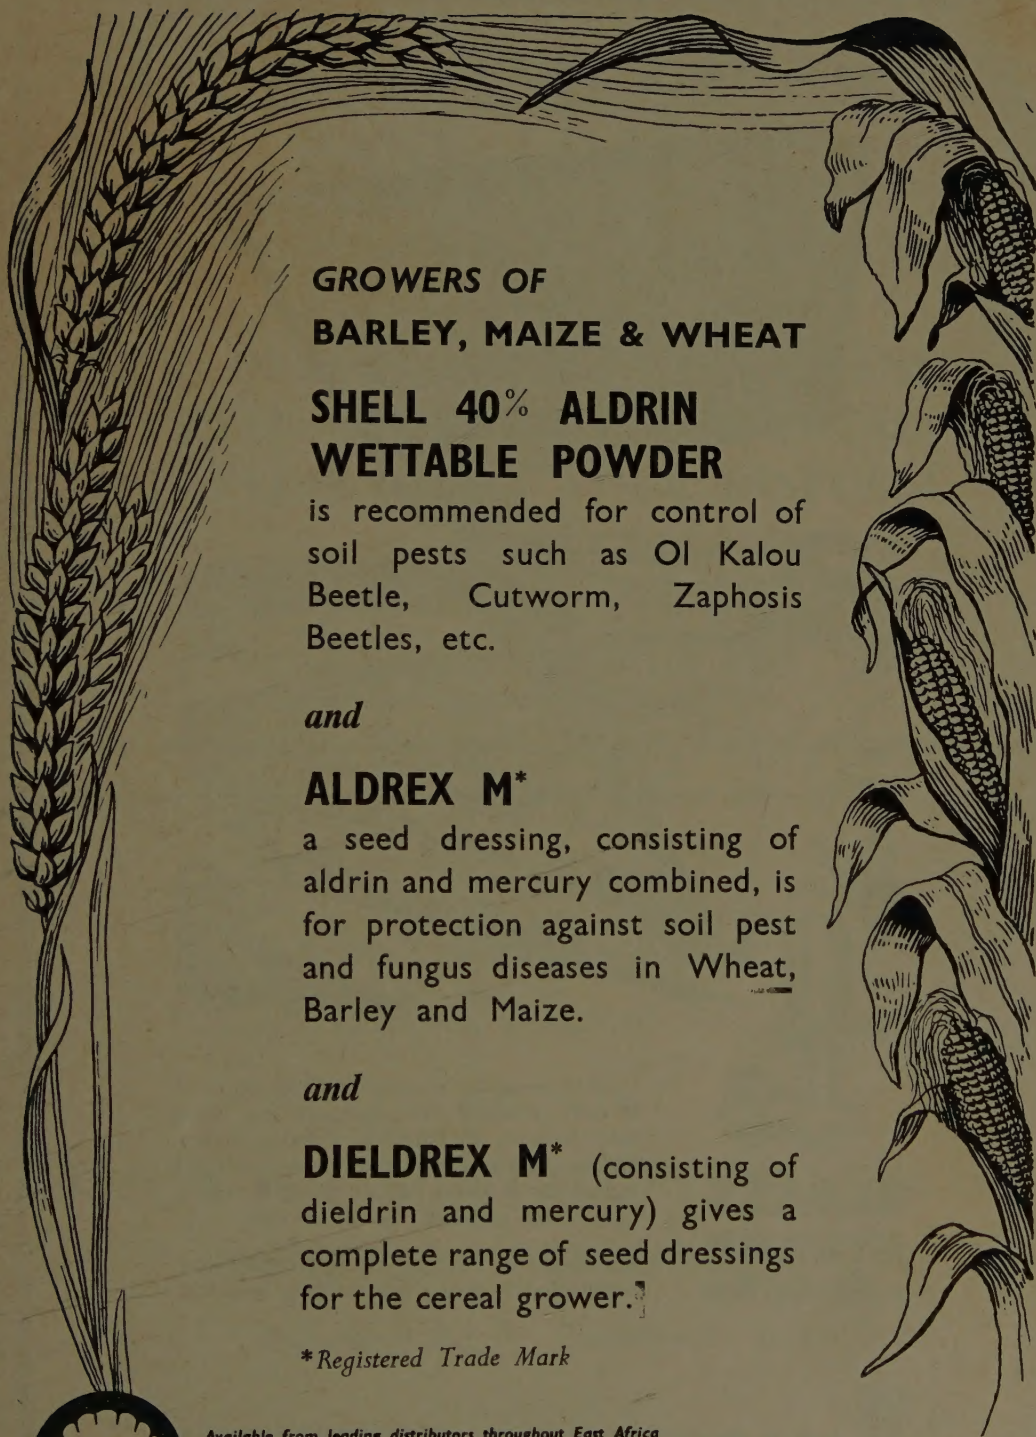 GROWERS OF
BARLEY, MAIZE & WHEAT
SHELL 40% ALDRIN
WETTABLE POWDER
is recommended for control of
soil pests such as Ol Kalou
Beetle, Cutworm, Zaphosis
Beetles, etc.
and
ALDREX M*
a seed dressing, consisting of
aldrin and mercury combined, is
for protection against soil pest
and fungus diseases in Wheat,
Barley and Maize.
and
DIELDREX M* (consisting of
dieldrin and mercury) gives a
complete range of seed dressings
for the cereal grower.
*Registered Trade Mark
Available from leading distributors throughout East Africa